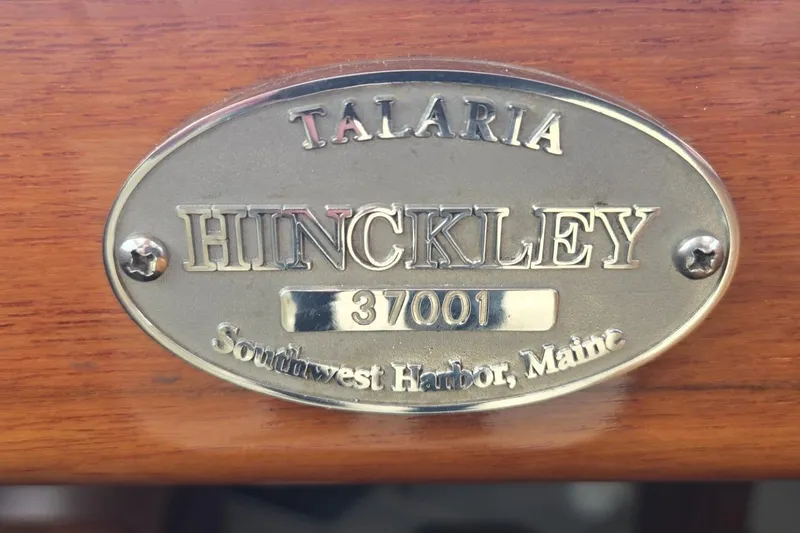 TALARIA
HINCKLEY
37001
Southwest Harbor, Maine